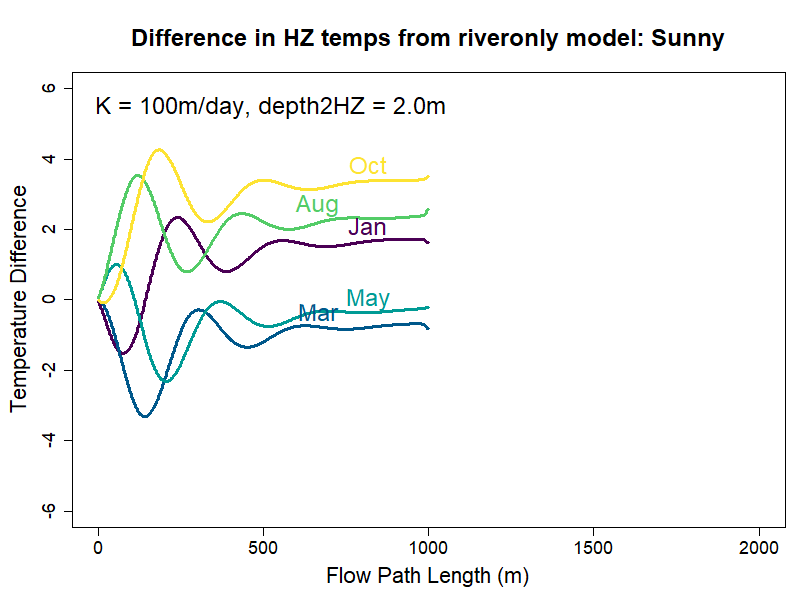 Difference in HZ temps from riveronly model: Sunny
K = 100m/day, depth2HZ = 2.0m
Temperature Difference
6
4
2
0
-2
-4
-6
Oct
Aug
Jan
May
Mar
0 500 1000 1500 2000
Flow Path Length (m)